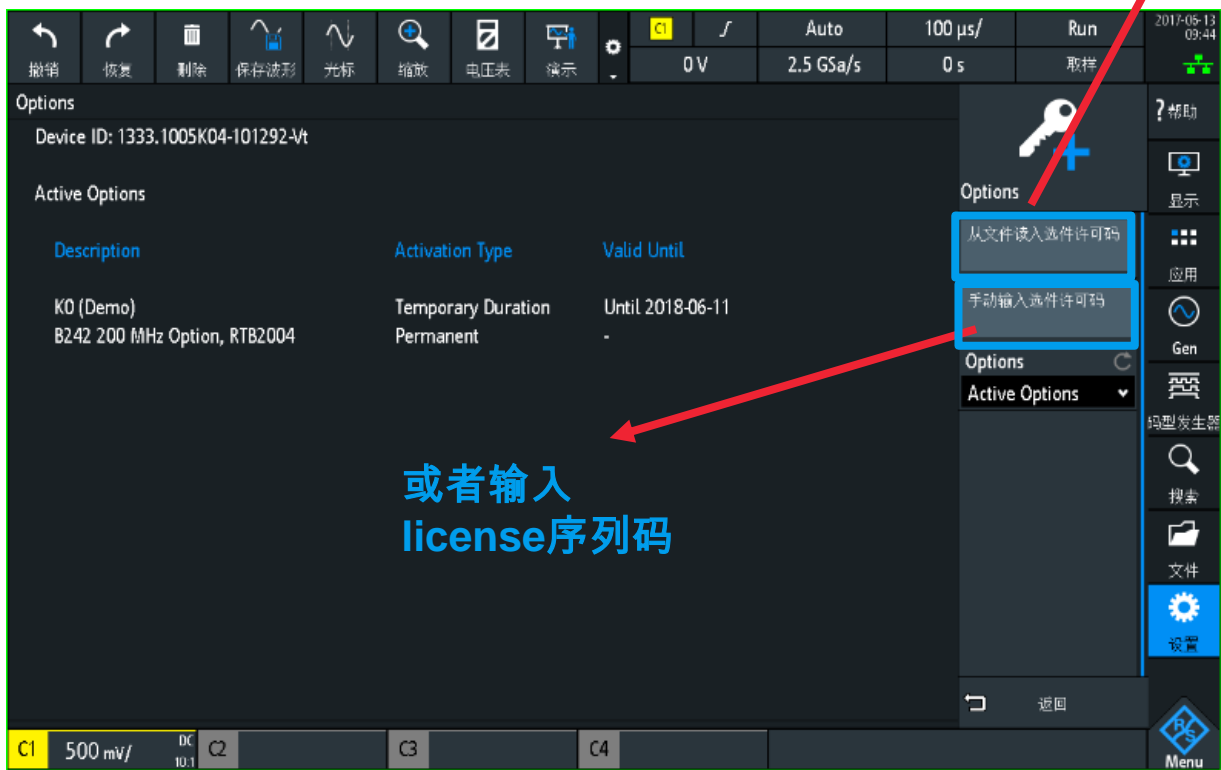 撤销 恢复 删除 保存波形 光标 缩放 电压表 演示
C1 Auto 100 µs/ Run
0 V 2.5 GSa/s 0 s 取样
2017-06-13
09:44
Options
Device ID: 1333.1005K04-101292-Vt
Active Options
Description Activation Type Valid Until
K0 (Demo) Temporary Duration Until 2018-06-11
B242 200 MHz Option, RTB2004 Permanent -
或者输入
license序列码
Options
从文件读入选件许可码
手动输入选件许可码
Options
Active Options
返回
?帮助
显示
应用
Gen
码型发生器
搜索
文件
设置
R&S
Menu
C1 500 mV/ DC
10:1
C2 C3 C4